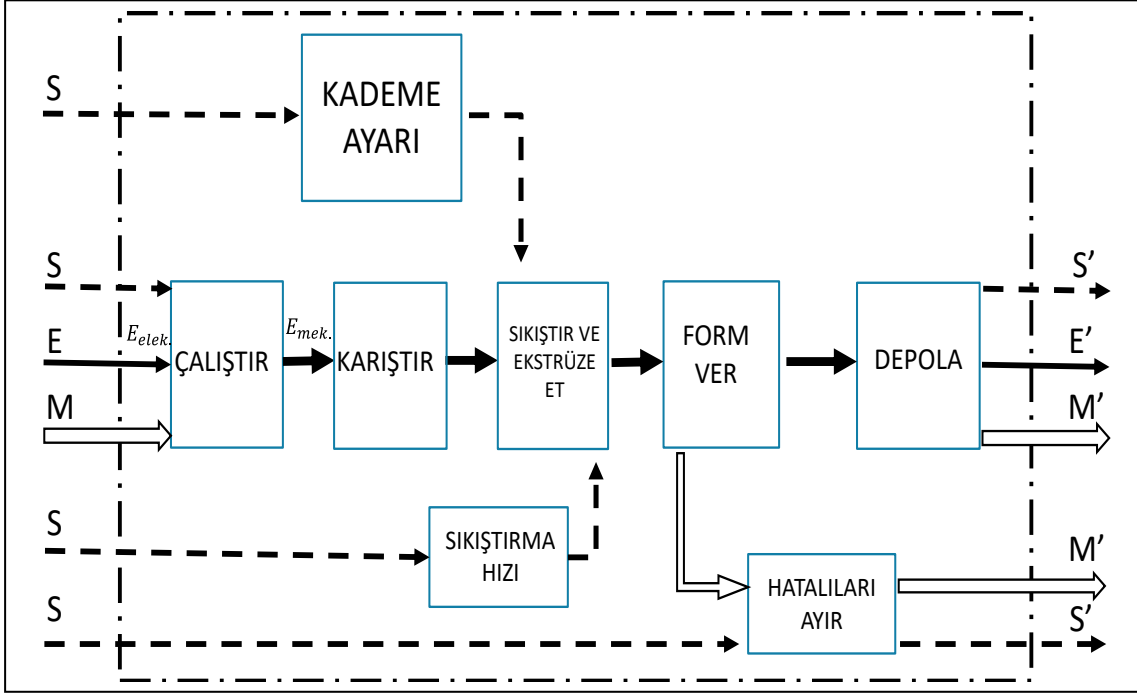 S
KADEME
AYARI
S
E
E_elek.
M
ÇALIŞTIR
E_mek.
KARIŞTIR
SIKIŞTIR VE
EKSTRÜZE
ET
FORM
VER
DEPOLA
S’
E’
M’
S
SIKIŞTIRMA
HIZI
S
HATALILARI
AYIR
M’
S’